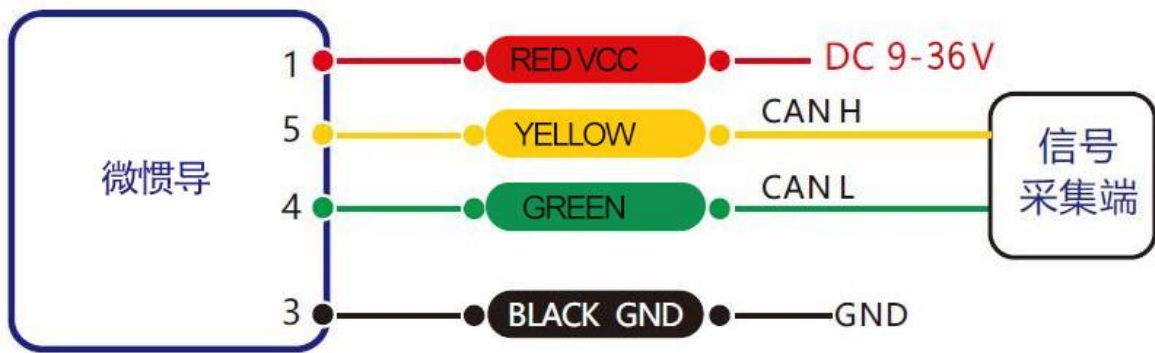 微惯导
1 RED VCC DC 9-36V
5 YELLOW CAN H
4 GREEN CAN L
3 BLACK GND GND
信号
采集端